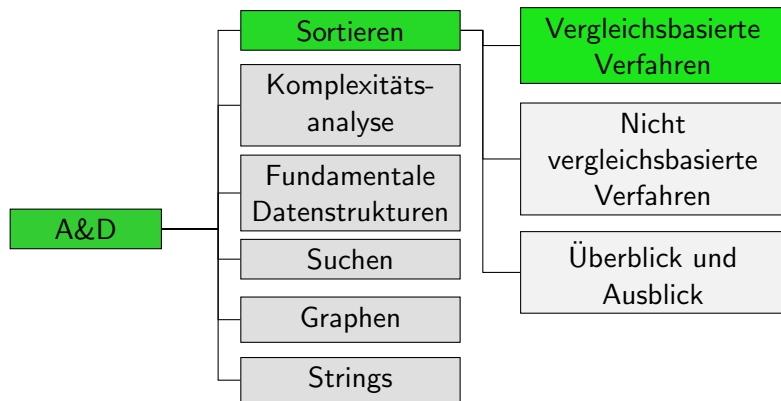 A&D
Sortieren
Komplexitäts-
analyse
Fundamentale
Datenstrukturen
Suchen
Graphen
Strings
Vergleichsbasierte
Verfahren
Nicht
vergleichsbasierte
Verfahren
Überblick und
Ausblick